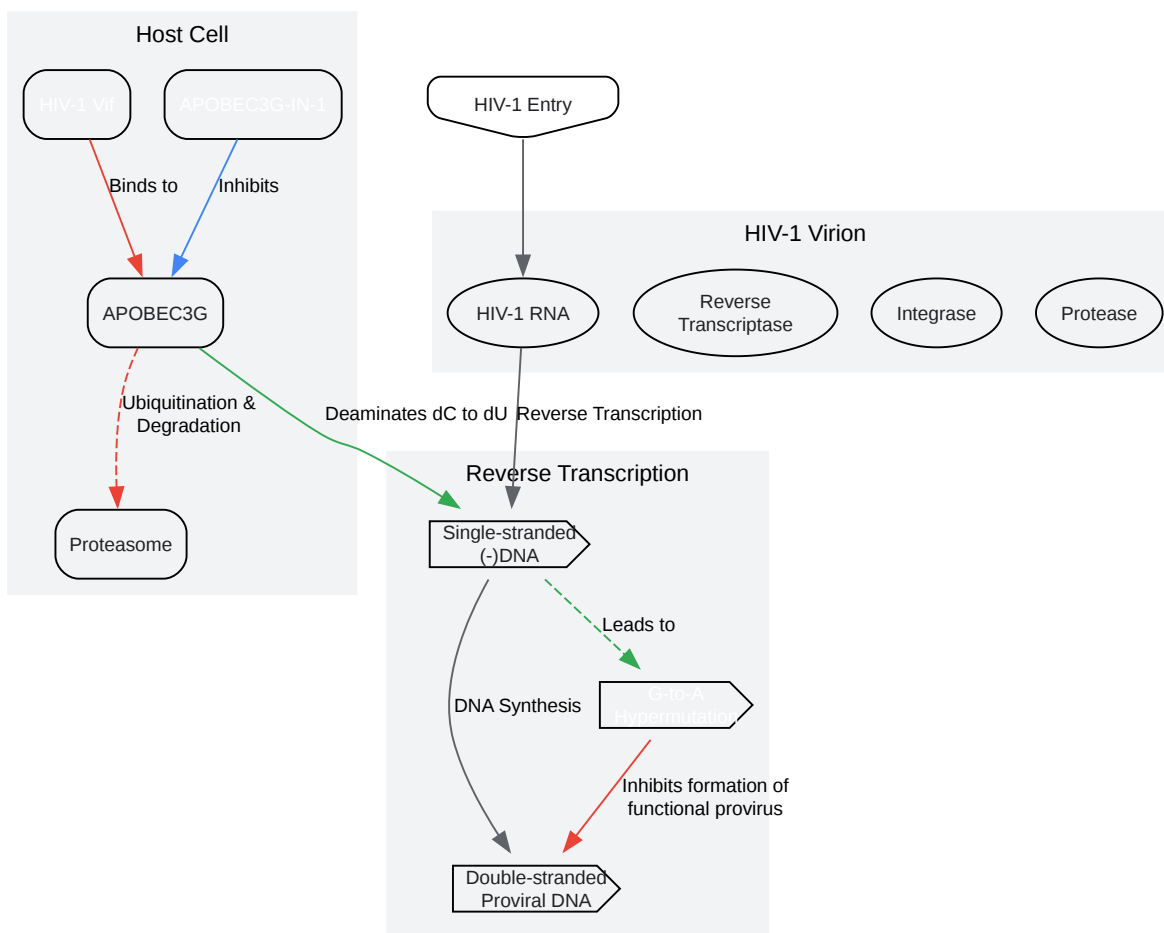 Host Cell
HIV-1 Vif
APOBEC3G-IN-1
HIV-1 Entry
Binds to
Inhibits
HIV-1 Virion
APOBEC3G
HIV-1 RNA
Reverse
Transcriptase
Integrase
Protease
Ubiquitination &
Degradation
Deaminates dC to dU
Reverse Transcription
Reverse Transcription
Proteasome
Single-stranded
(-)DNA
Leads to
G-to-A
Hypermutation
DNA Synthesis
Inhibits formation of
functional provirus
Double-stranded
Proviral DNA